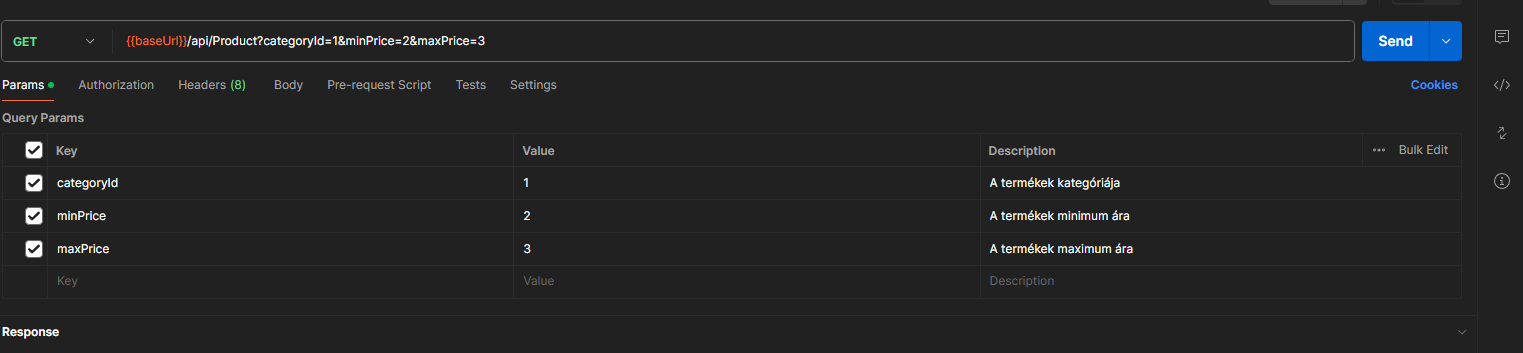 GET {{baseUrl}}/api/Product?categoryId=1&minPrice=2&maxPrice=3 Send
Params Authorization Headers (8) Body Pre-request Script Tests Settings Cookies
Query Params
Key Value Description ••• Bulk Edit
categoryId 1 A termékek kategóriája
minPrice 2 A termékek minimum ára
maxPrice 3 A termékek maximum ára
Key Value Description
Response